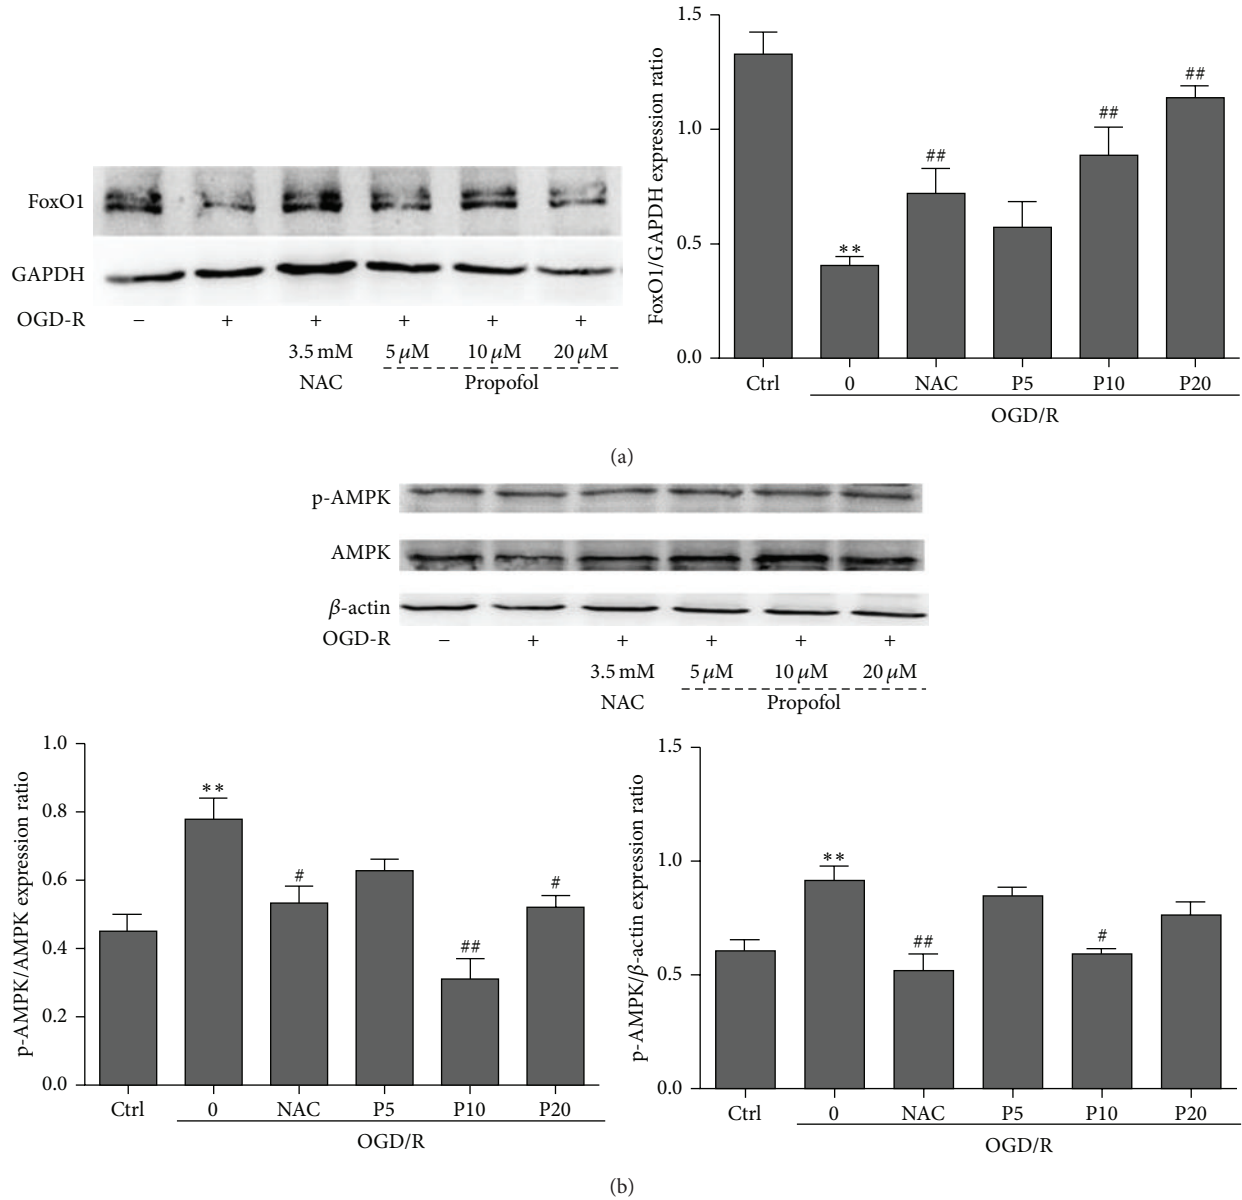 FoxO1
GAPDH
OGD-R − + + + + +
3.5 mM 5 μM 10 μM 20 μM
NAC Propofol
FoxO1/GAPDH expression ratio
1.5
1.0
0.5
0.0
** ## ## ##
Ctrl 0 NAC P5 P10 P20
OGD/R
(a)
p-AMPK
AMPK
β-actin
OGD-R − + + + + +
3.5 mM 5 μM 10 μM 20 μM
NAC Propofol
p-AMPK/AMPK expression ratio
1.0
0.8
0.6
0.4
0.2
0.0
** # ## #
Ctrl 0 NAC P5 P10 P20
OGD/R
p-AMPK/β-actin expression ratio
1.5
1.0
0.5
0.0
** ## #
Ctrl 0 NAC P5 P10 P20
OGD/R
(b)